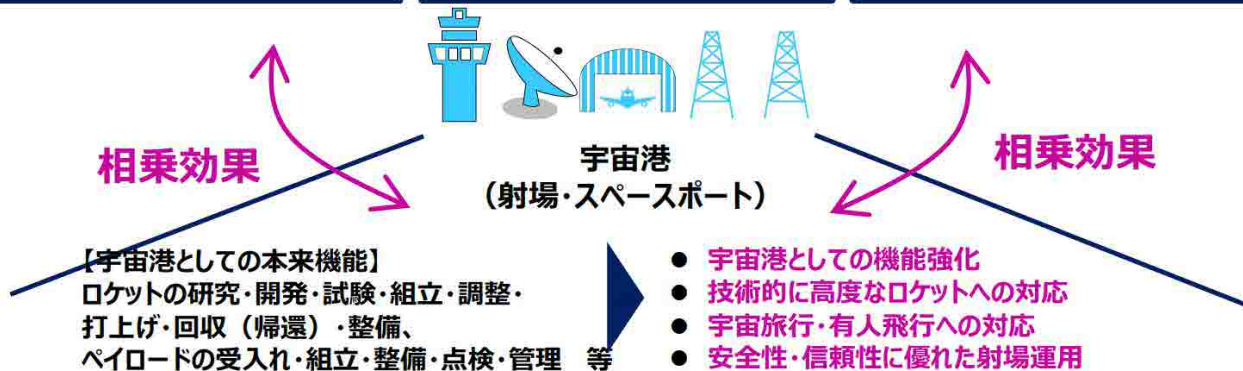 相乗効果
宇宙港
（射場・スペースポート）
相乗効果
【宇宙港としての本来機能】
ロケットの研究・開発・試験・組立・調整・
打上げ・回収（帰還）・整備、
ペイロードの受入れ・組立・整備・点検・管理　等
● 宇宙港としての機能強化
● 技術的に高度なロケットへの対応
● 宇宙旅行・有人飛行への対応
● 安全性・信頼性に優れた射場運用